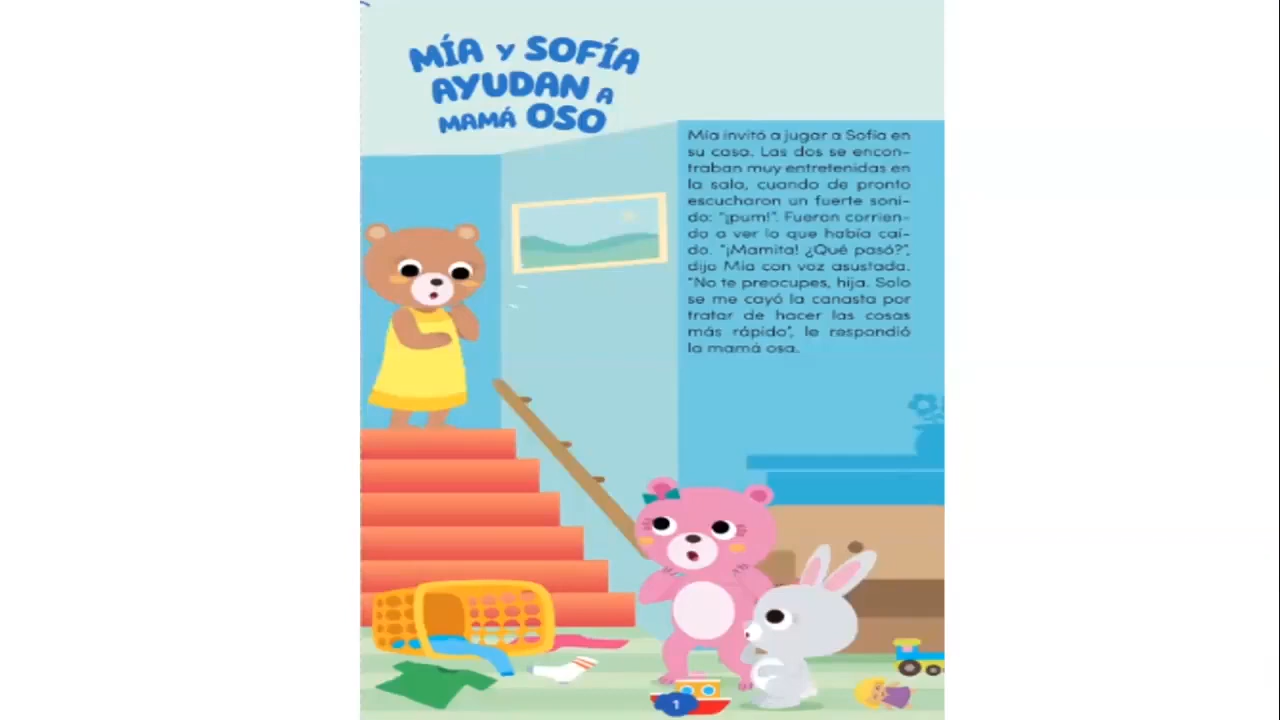 MÍA Y SOFÍA
AYUDAN A
MAMÁ OSO
Mía invitó a jugar a Sofía en
su casa. Las dos se encon-
traban muy entretenidas en
la sala, cuando de pronto
escucharon un fuerte soni-
do: "¡pum!". Fueron corrien-
do a ver lo que había caí-
do. "¡Mamita! ¿Qué pasó?",
dijo Mía con voz asustada.
"No te preocupes, hija. Solo
se me cayó la canasta por
tratar de hacer las cosas
más rápido", le respondió
la mamá osa.
1